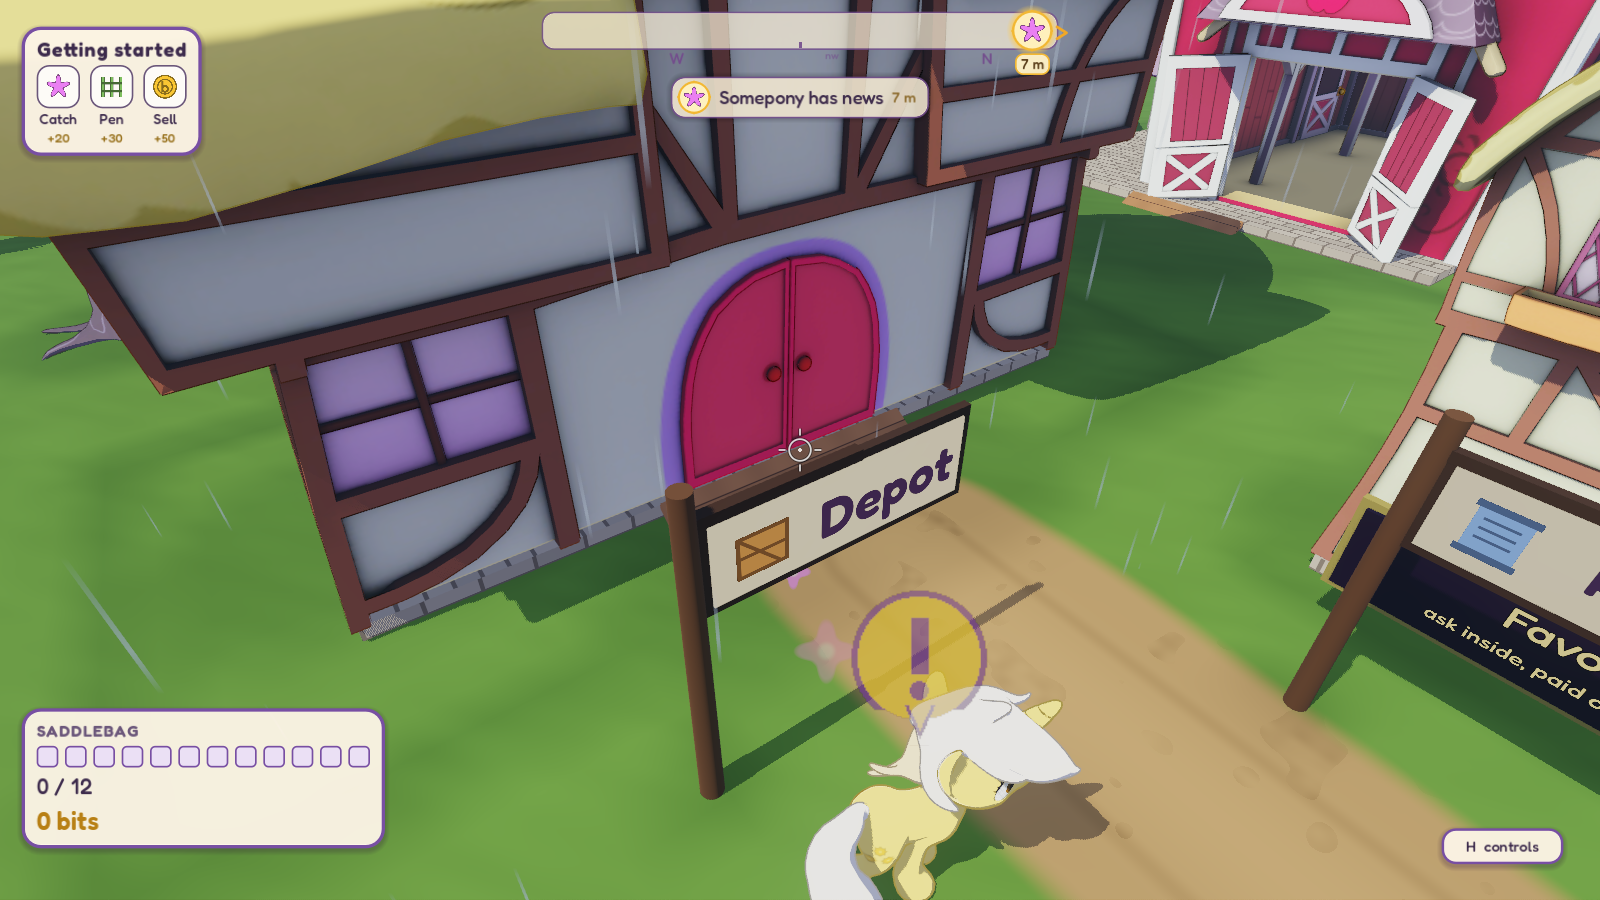 Getting started
Catch
Pen
Sell
+20
+30
+50
W
nw
N
7 m
Somepony has news 7 m
Depot
!
ask inside, paid
SADDLEBAG
0 / 12
0 bits
H controls